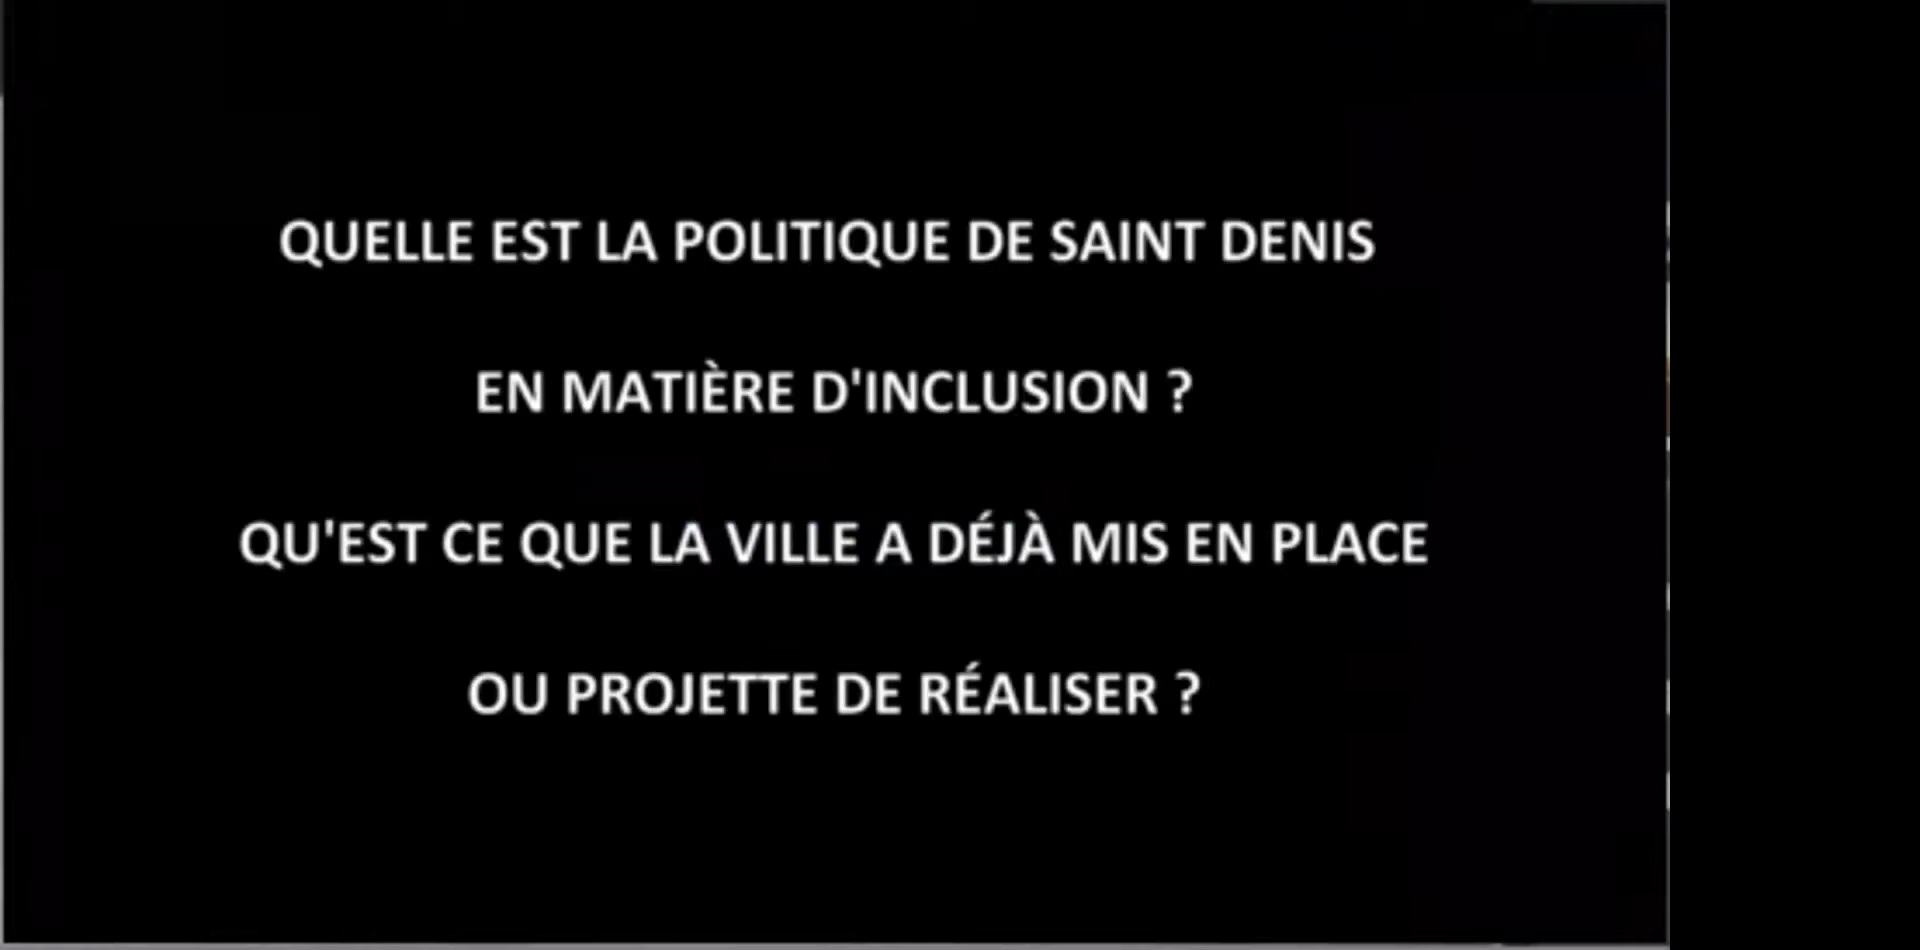 QUELLE EST LA POLITIQUE DE SAINT DENIS
EN MATIÈRE D'INCLUSION ?
QU'EST CE QUE LA VILLE A DÉJÀ MIS EN PLACE
OU PROJETTE DE RÉALISER ?